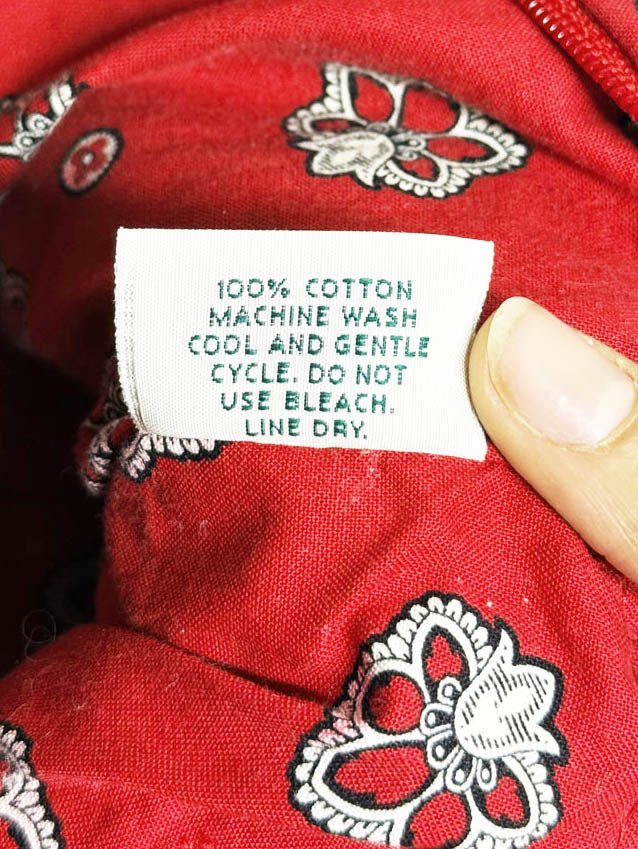 100% COTTON
MACHINE WASH
COOL AND GENTLE
CYCLE. DO NOT
USE BLEACH.
LINE DRY.